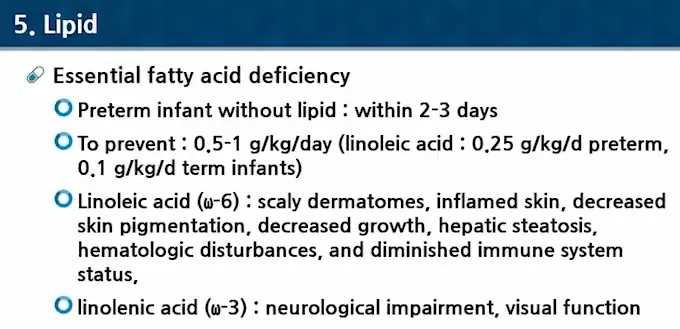 5. Lipid
Essential fatty acid deficiency
Preterm infant without lipid : within 2-3 days
To prevent : 0.5-1 g/kg/day (linoleic acid : 0.25 g/kg/d preterm,
0.1 g/kg/d term infants)
Linoleic acid (ω-6) : scaly dermatomes, inflamed skin, decreased
skin pigmentation, decreased growth, hepatic steatosis,
hematologic disturbances, and diminished immune system
status,
linolenic acid (ω-3) : neurological impairment, visual function